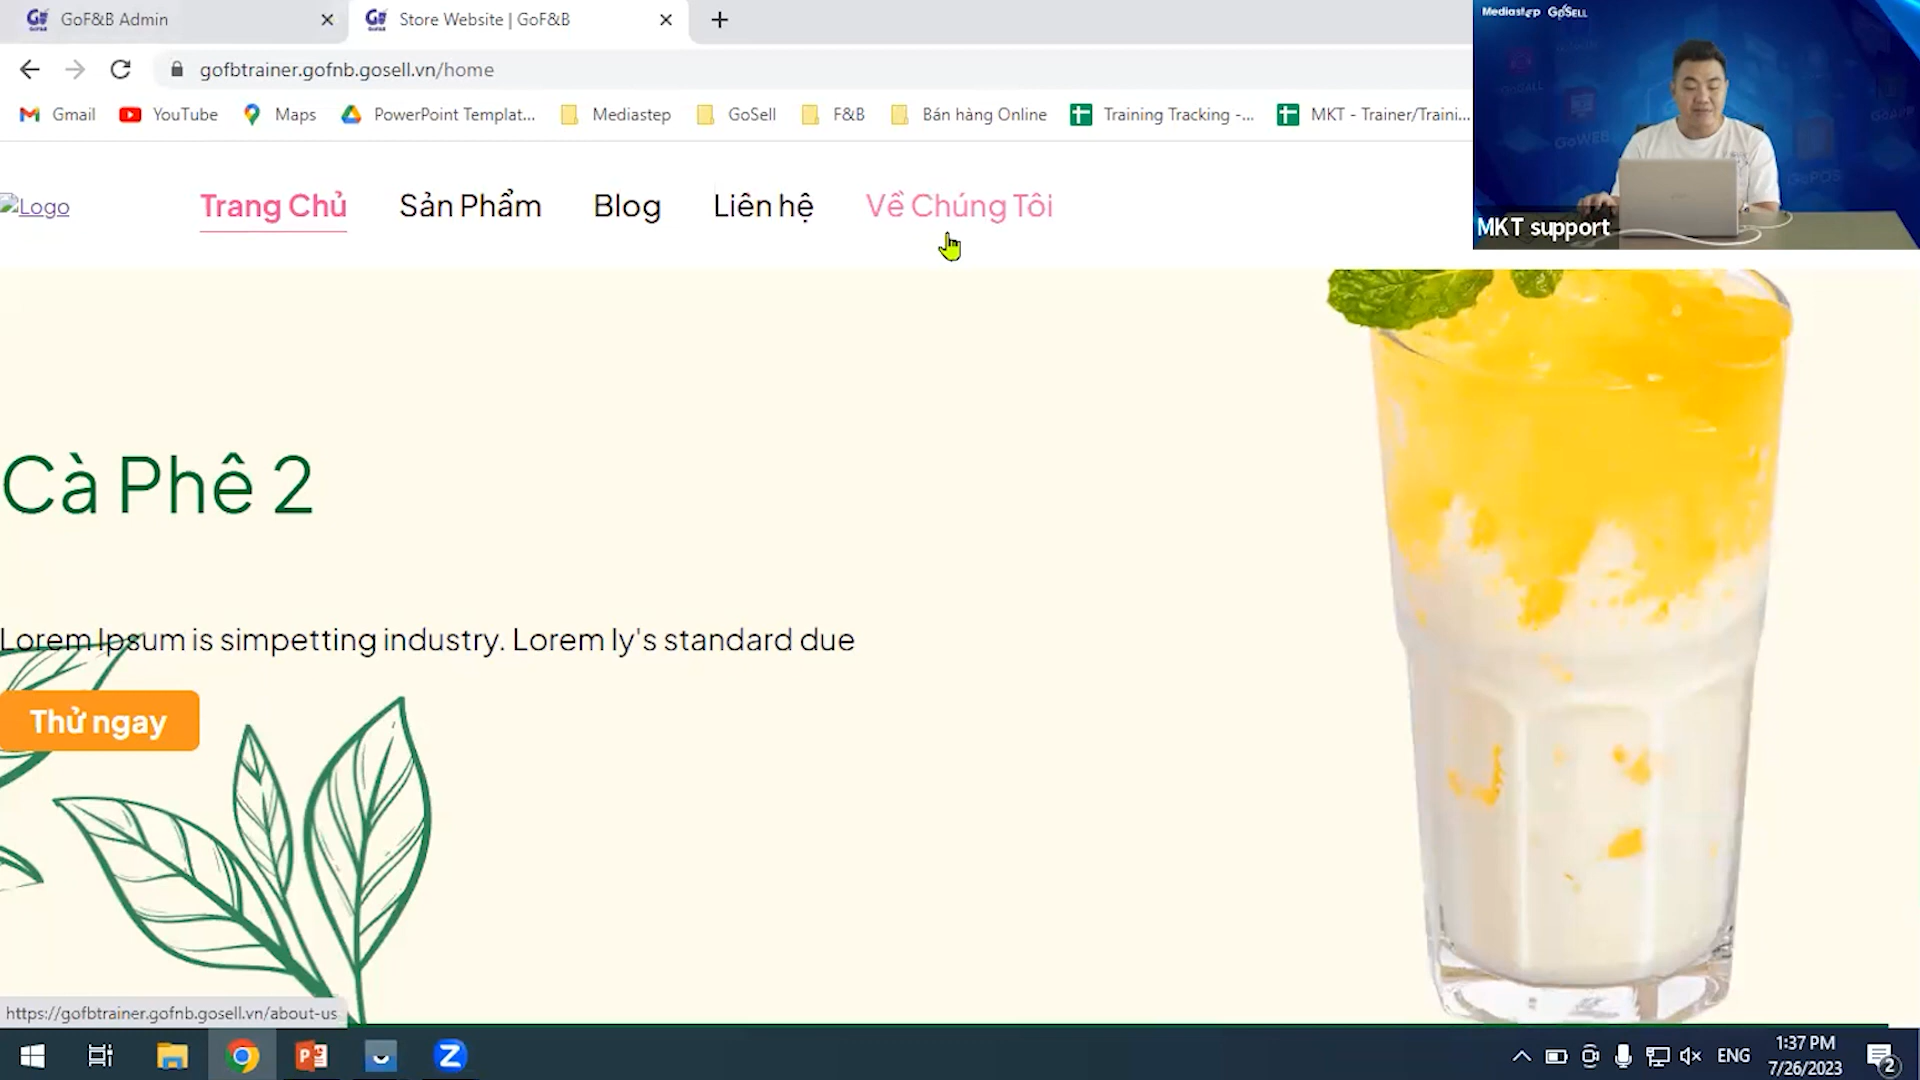 GoF&B Admin
Store Website | GoF&B
gofbtrainer.gofnb.gosell.vn/home
Gmail
YouTube
Maps
PowerPoint Templat...
Mediastep
GoSell
F&B
Bán hàng Online
Training Tracking -...
MKT - Trainer/Traini...
Mediastep GoSELL
GoWEB
GoPOS
MKT support
Logo
Trang Chủ
Sản Phẩm
Blog
Liên hệ
Về Chúng Tôi
Cà Phê 2
Lorem Ipsum is simpetting industry. Lorem ly's standard due
Thử ngay
https://gofbtrainer.gofnb.gosell.vn/about-us
ENG
1:37 PM
7/26/2023
2